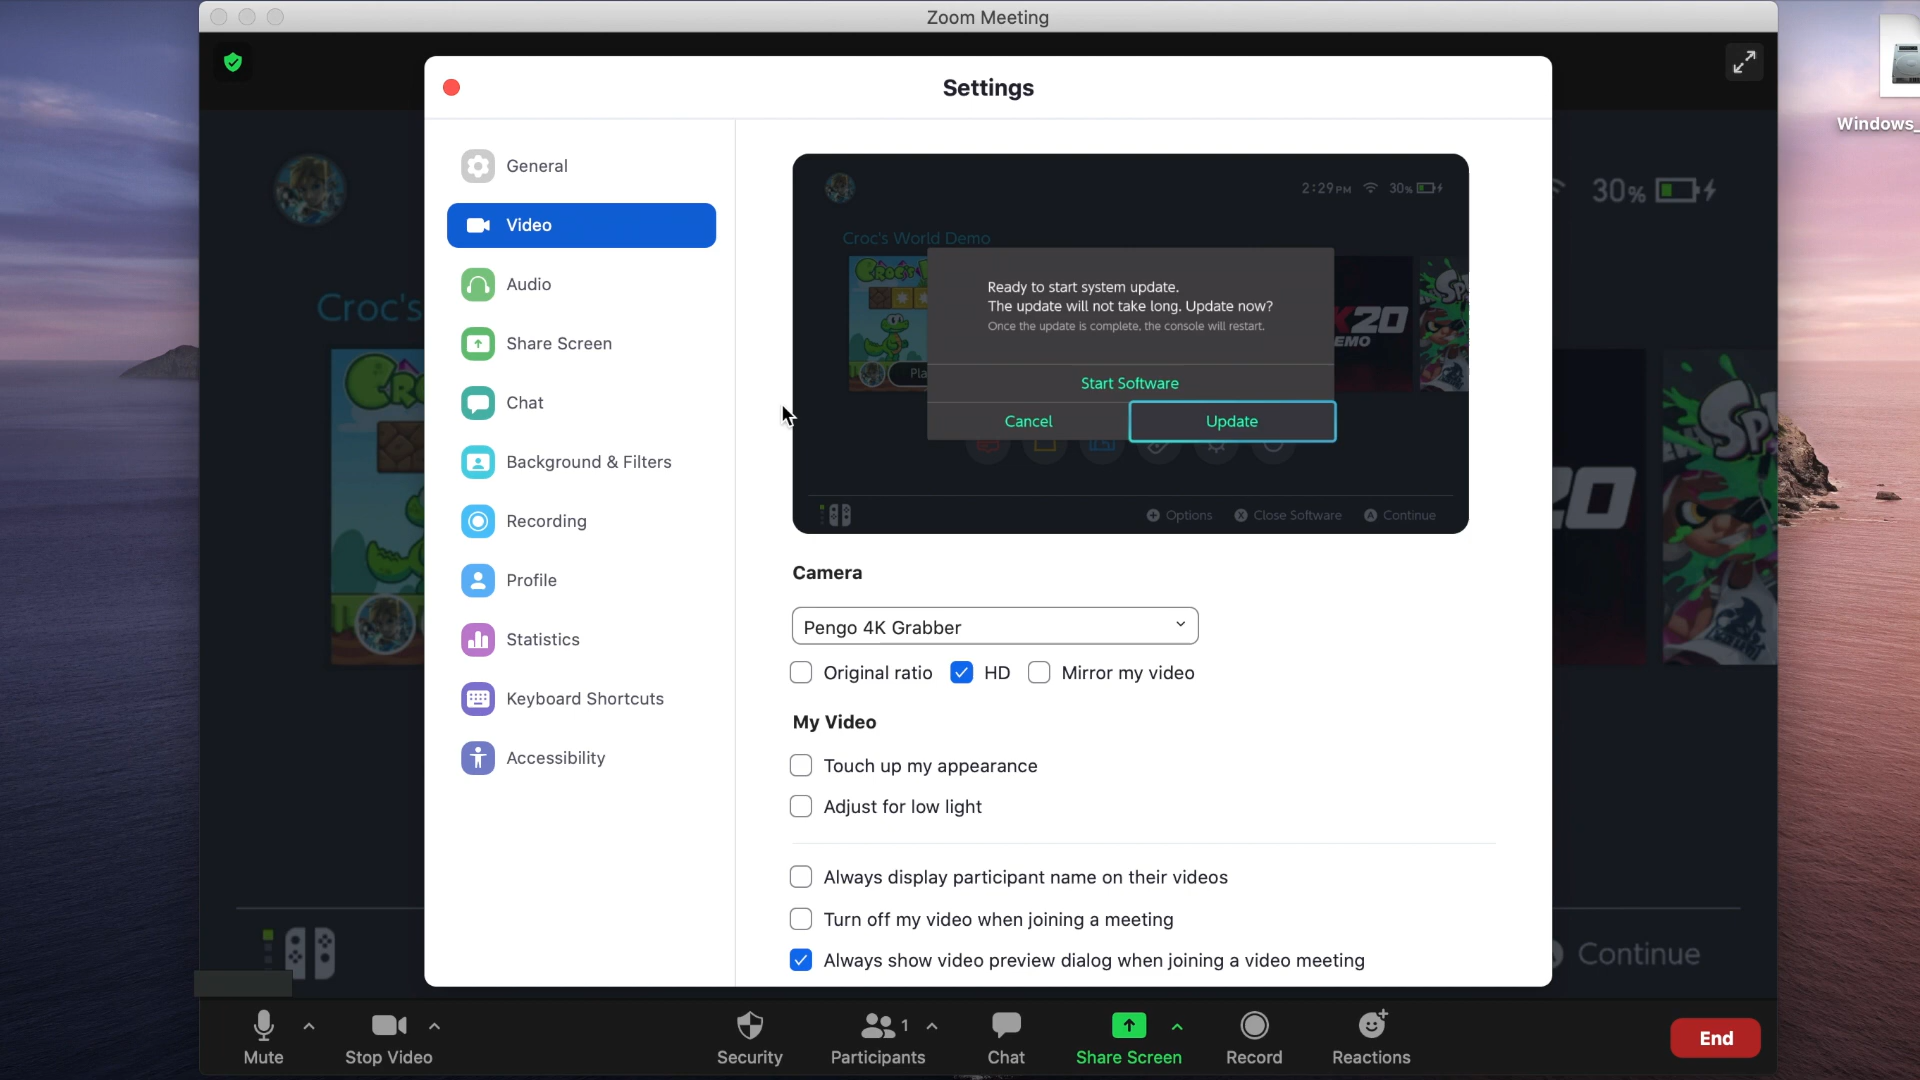 Zoom Meeting
Windows_
Settings
General
Video
Audio
Share Screen
Chat
Background & Filters
Recording
Profile
Statistics
Keyboard Shortcuts
Accessibility
2:29 PM 30%
Croc's World Demo
Ready to start system update.
The update will not take long. Update now?
Once the update is complete, the console will restart.
Start Software
Cancel Update
K20
EMO
Pla
Options Close Software Continue
Camera
Pengo 4K Grabber
Original ratio HD Mirror my video
My Video
Touch up my appearance
Adjust for low light
Always display participant name on their videos
Turn off my video when joining a meeting
Always show video preview dialog when joining a video meeting
30%
Croc's
20
Continue
Mute
Stop Video
Security
1
Participants
Chat
Share Screen
Record
Reactions
End